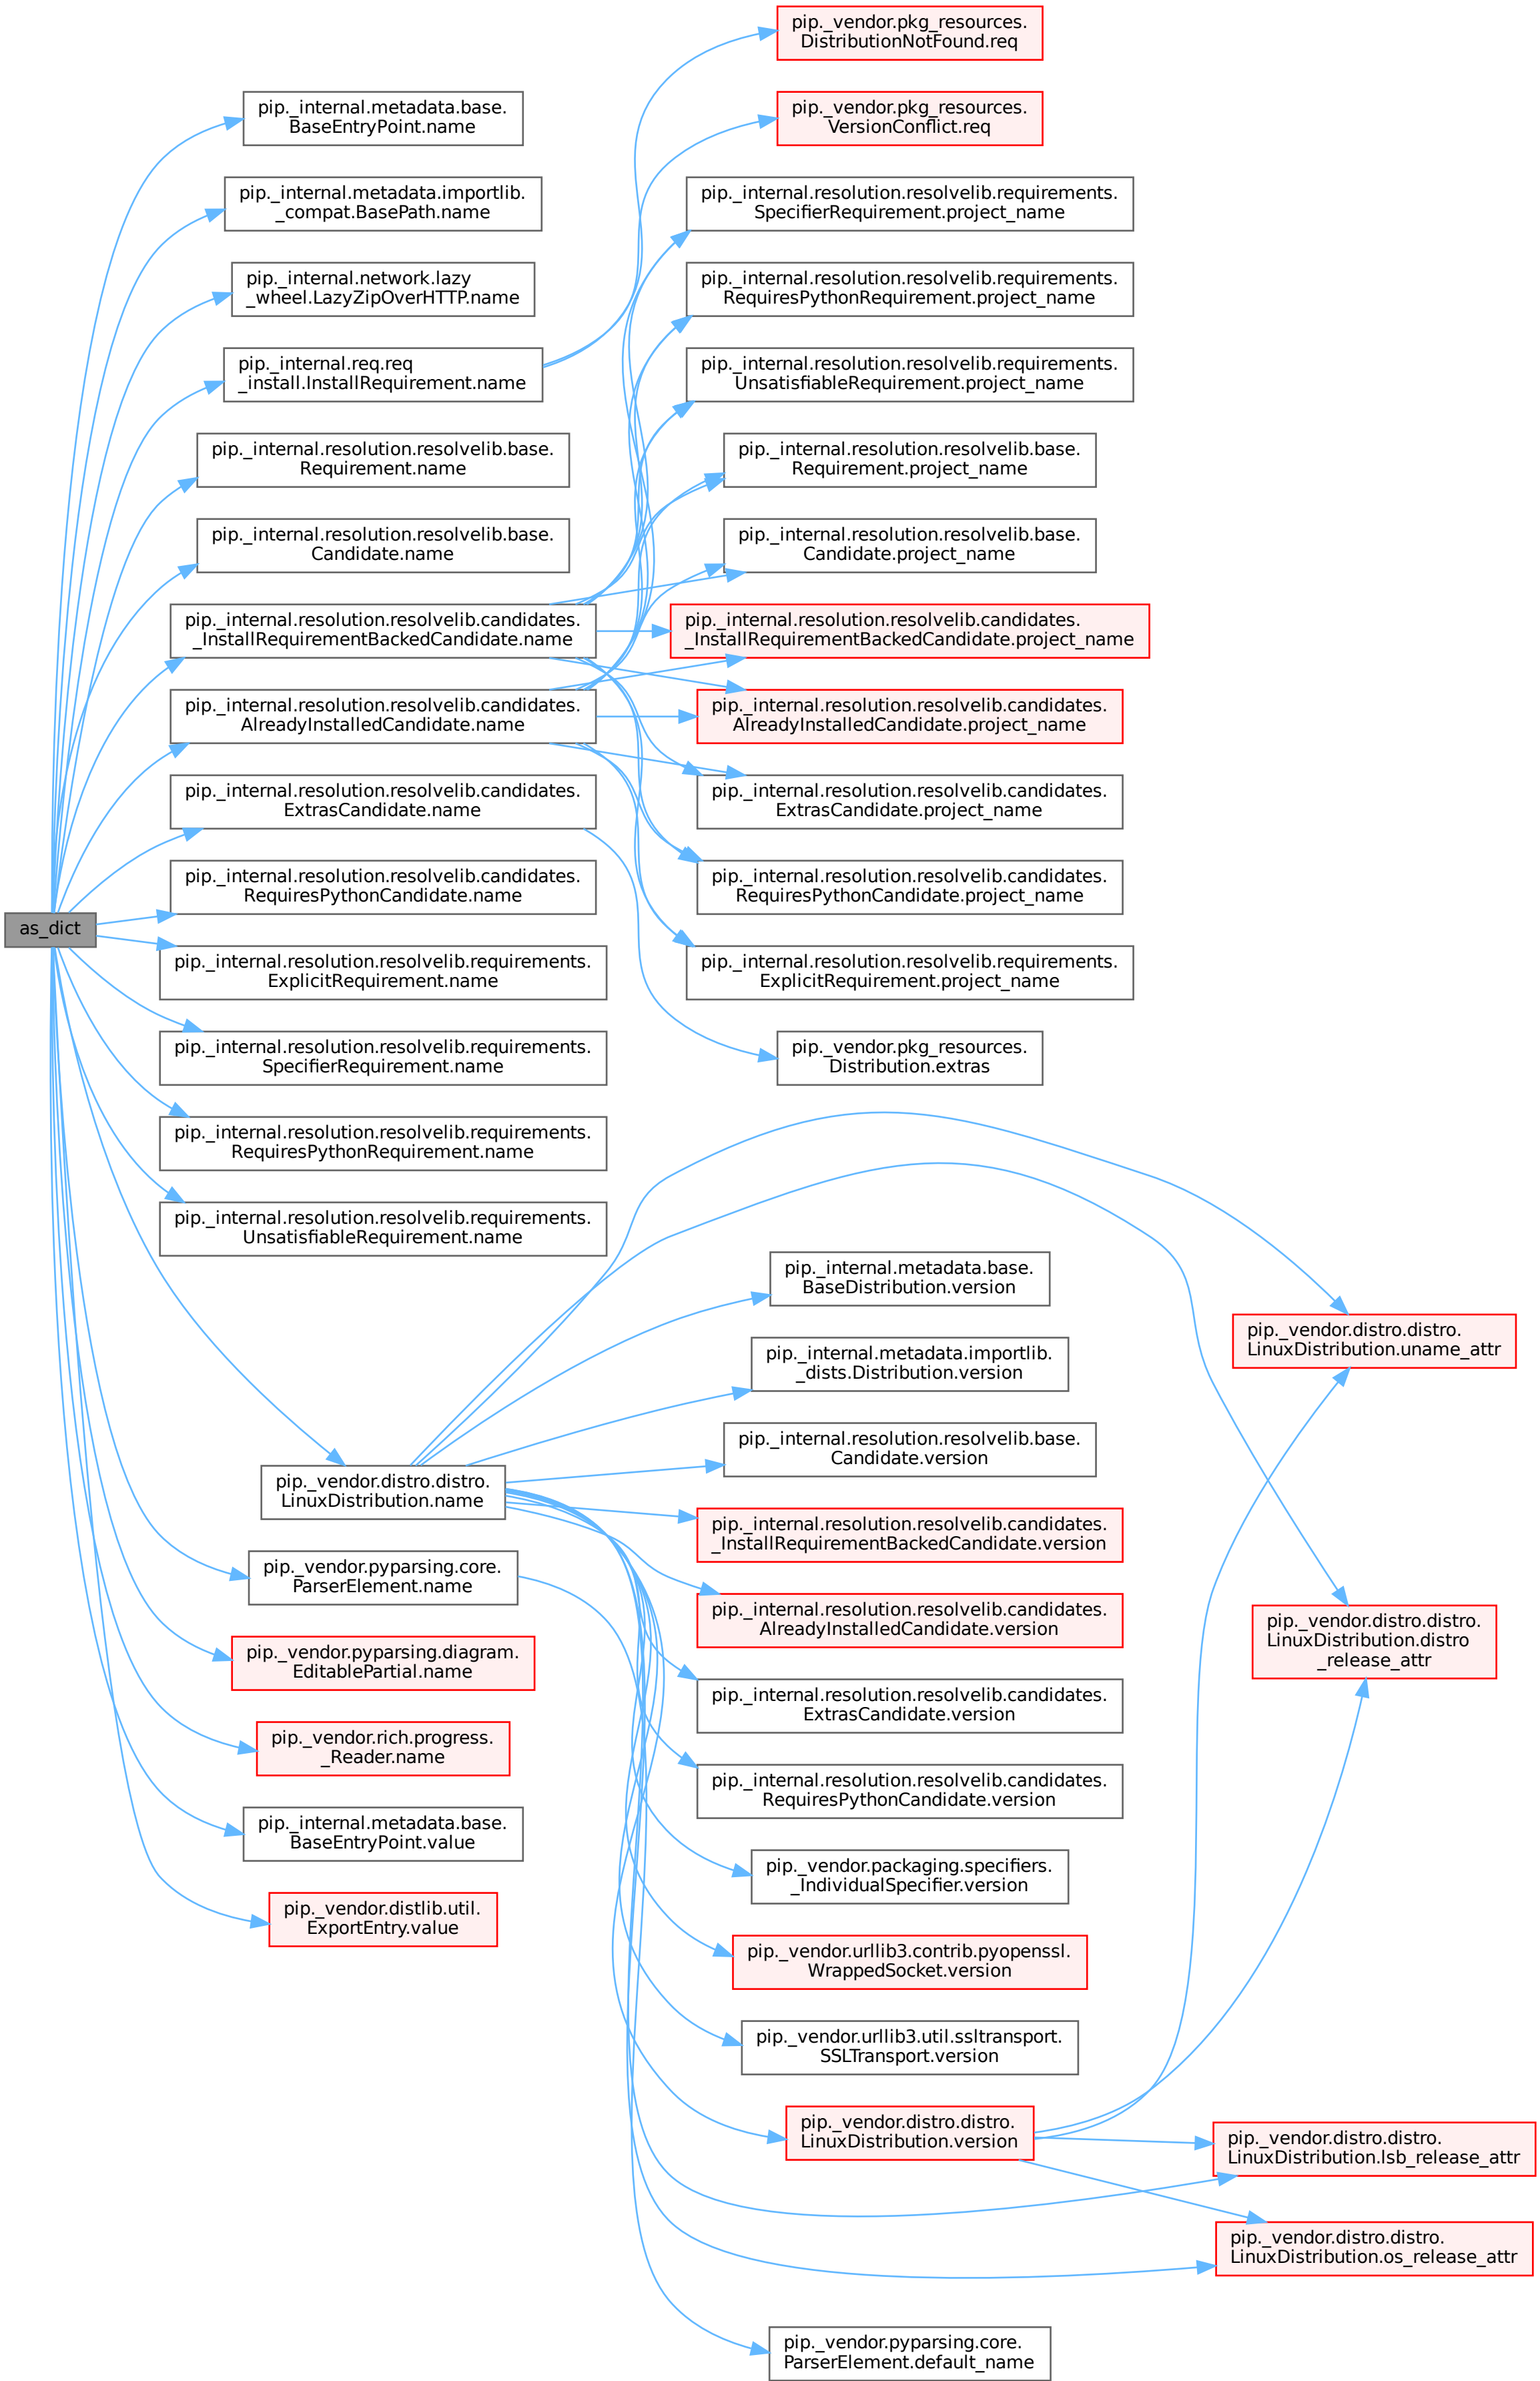 as_dict
pip._internal.metadata.base.
BaseEntryPoint.name
pip._internal.metadata.importlib.
_compat.BasePath.name
pip._internal.network.lazy
_wheel.LazyZipOverHTTP.name
pip._internal.req.req
_install.InstallRequirement.name
pip._internal.resolution.resolvelib.base.
Requirement.name
pip._internal.resolution.resolvelib.base.
Candidate.name
pip._internal.resolution.resolvelib.candidates.
_InstallRequirementBackedCandidate.name
pip._internal.resolution.resolvelib.candidates.
AlreadyInstalledCandidate.name
pip._internal.resolution.resolvelib.candidates.
ExtrasCandidate.name
pip._internal.resolution.resolvelib.candidates.
RequiresPythonCandidate.name
pip._internal.resolution.resolvelib.requirements.
ExplicitRequirement.name
pip._internal.resolution.resolvelib.requirements.
SpecifierRequirement.name
pip._internal.resolution.resolvelib.requirements.
RequiresPythonRequirement.name
pip._internal.resolution.resolvelib.requirements.
UnsatisfiableRequirement.name
pip._vendor.distro.distro.
LinuxDistribution.name
pip._vendor.pyparsing.core.
ParserElement.name
pip._vendor.pyparsing.diagram.
EditablePartial.name
pip._vendor.rich.progress.
_Reader.name
pip._internal.metadata.base.
BaseEntryPoint.value
pip._vendor.distlib.util.
ExportEntry.value
pip._vendor.pkg_resources.
DistributionNotFound.req
pip._vendor.pkg_resources.
VersionConflict.req
pip._internal.resolution.resolvelib.requirements.
SpecifierRequirement.project_name
pip._internal.resolution.resolvelib.requirements.
RequiresPythonRequirement.project_name
pip._internal.resolution.resolvelib.requirements.
UnsatisfiableRequirement.project_name
pip._internal.resolution.resolvelib.base.
Requirement.project_name
pip._internal.resolution.resolvelib.base.
Candidate.project_name
pip._internal.resolution.resolvelib.candidates.
_InstallRequirementBackedCandidate.project_name
pip._internal.resolution.resolvelib.candidates.
AlreadyInstalledCandidate.project_name
pip._internal.resolution.resolvelib.candidates.
ExtrasCandidate.project_name
pip._internal.resolution.resolvelib.candidates.
RequiresPythonCandidate.project_name
pip._internal.resolution.resolvelib.requirements.
ExplicitRequirement.project_name
pip._vendor.pkg_resources.
Distribution.extras
pip._internal.metadata.base.
BaseDistribution.version
pip._internal.metadata.importlib.
_dists.Distribution.version
pip._internal.resolution.resolvelib.base.
Candidate.version
pip._internal.resolution.resolvelib.candidates.
_InstallRequirementBackedCandidate.version
pip._internal.resolution.resolvelib.candidates.
AlreadyInstalledCandidate.version
pip._internal.resolution.resolvelib.candidates.
ExtrasCandidate.version
pip._internal.resolution.resolvelib.candidates.
RequiresPythonCandidate.version
pip._vendor.packaging.specifiers.
_IndividualSpecifier.version
pip._vendor.urllib3.contrib.pyopenssl.
WrappedSocket.version
pip._vendor.urllib3.util.ssltransport.
SSLTransport.version
pip._vendor.distro.distro.
LinuxDistribution.version
pip._vendor.pyparsing.core.
ParserElement.default_name
pip._vendor.distro.distro.
LinuxDistribution.uname_attr
pip._vendor.distro.distro.
LinuxDistribution.distro
_release_attr
pip._vendor.distro.distro.
LinuxDistribution.lsb_release_attr
pip._vendor.distro.distro.
LinuxDistribution.os_release_attr